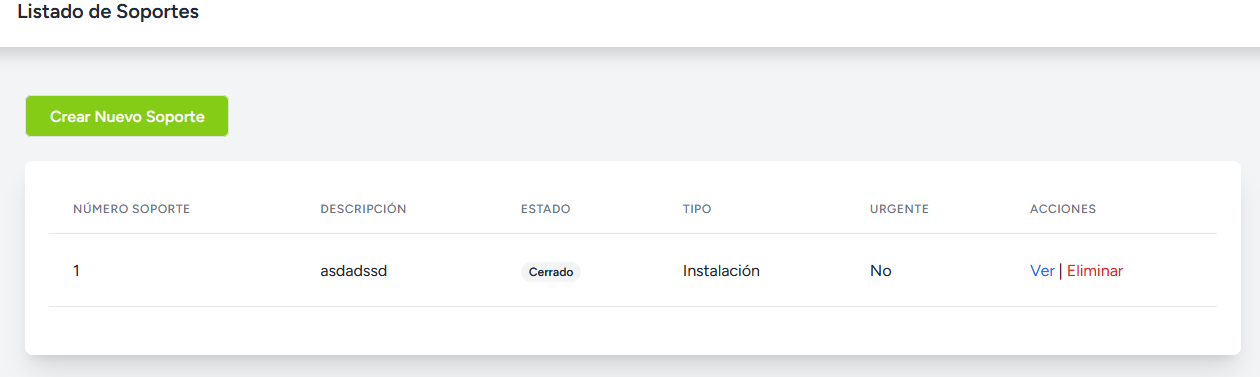 Listado de Soportes
Crear Nuevo Soporte
NÚMERO SOPORTE DESCRIPCIÓN ESTADO TIPO URGENTE ACCIONES
1 asdadssd Cerrado Instalación No Ver | Eliminar